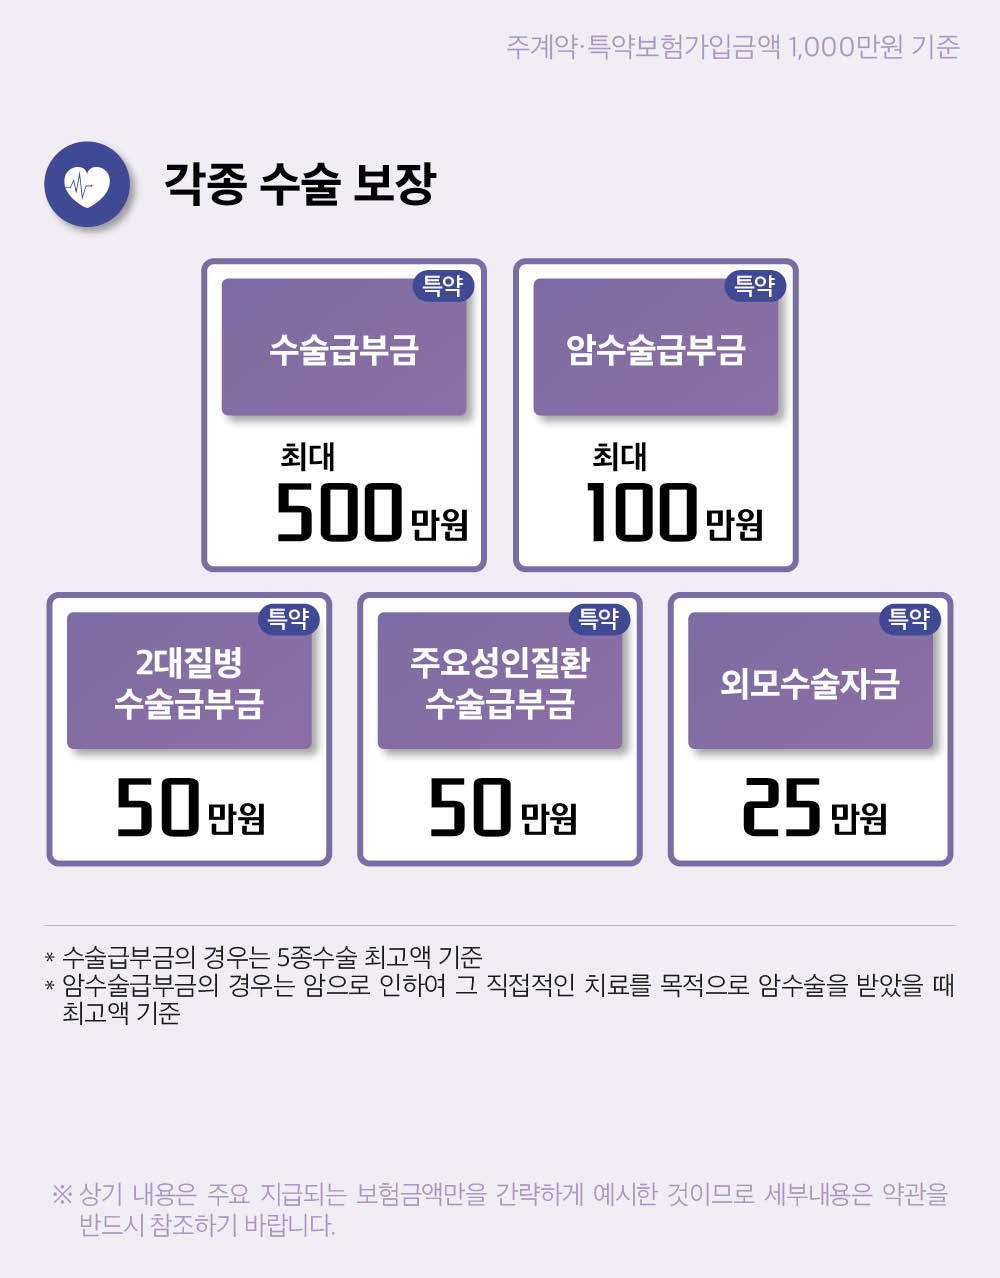 주계약·특약보험가입금액 1,000만원 기준
각종 수술 보장
특약
수술급부금
최대
500만원
특약
암수술급부금
최대
100만원
특약
2대질병
수술급부금
50만원
특약
주요성인질환
수술급부금
50만원
특약
외모수술자금
25만원
* 수술급부금의 경우는 5종수술 최고액 기준
* 암수술급부금의 경우는 암으로 인하여 그 직접적인 치료를 목적으로 암수술을 받았을 때
최고액 기준
※ 상기 내용은 주요 지급되는 보험금액만을 간략하게 예시한 것이므로 세부내용은 약관을
반드시 참조하기 바랍니다.